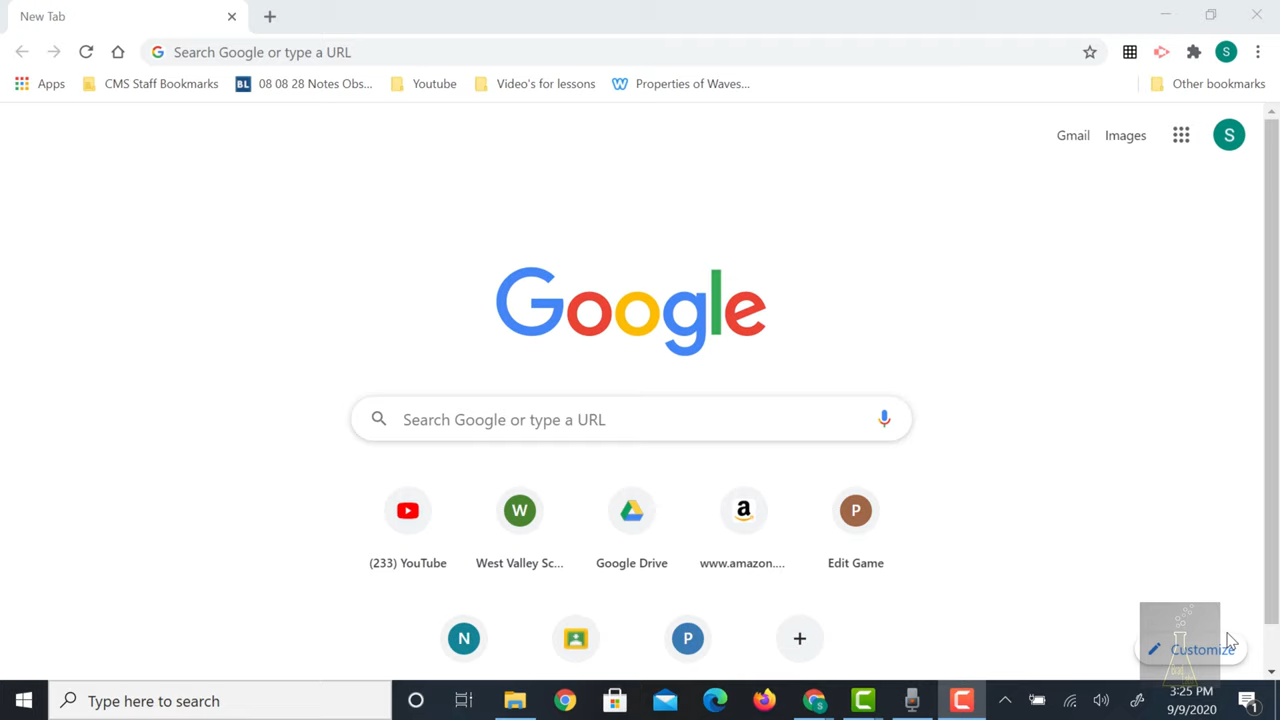 New Tab
Search Google or type a URL
S
Apps
CMS Staff Bookmarks
BL
08 08 28 Notes Obs...
Youtube
Video's for lessons
Properties of Waves...
Other bookmarks
Gmail
Images
S
Google
Search Google or type a URL
W
a
P
(233) YouTube
West Valley Sc...
Google Drive
www.amazon....
Edit Game
N
P
Customize
Type here to search
3:25 PM
9/9/2020
1